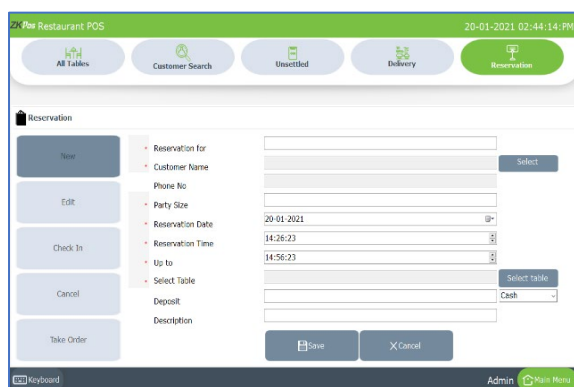 ZKPos Restaurant POS 20-01-2021 02:44:14:PM
All Tables Customer Search Unsettled Delivery Reservation
Reservation
New
Edit
Check In
Cancel
Take Order
* Reservation for
* Customer Name Select
Phone No
* Party Size
* Reservation Date 20-01-2021
* Reservation Time 14:26:23
* Up to 14:56:23
* Select Table Select table
Deposit Cash
Description
Save Cancel
Keyboard Admin Main Menu